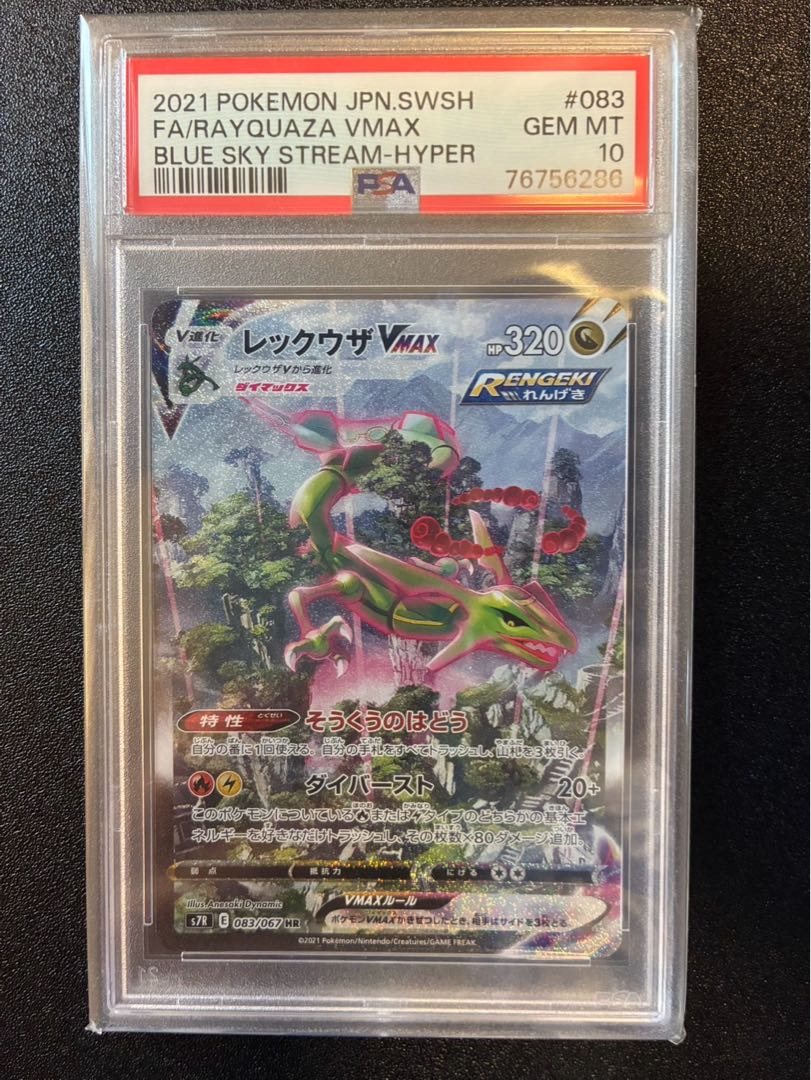 2021 POKEMON JPN.SWSH #083
FA/RAYQUAZA VMAX GEM MT
BLUE SKY STREAM-HYPER 10
PSA 76756286
V進化 レックウザVMAX HP320
レックウザVから進化
ダイマックス
RENGEKI
れんげき
特性 とくせい そうくうのはどう
自分の番に1回使える。自分の手札をすべてトラッシュし、山札を3枚引く。
ダイバースト 20+
このポケモンについている または タイプのどちらかの基本エ
ネルギーを好きなだけトラッシュし、その枚数×80ダメージ追加。
弱点 抵抗力 にげる
Illus.Anesaki Dynamic VMAXルール
s7R E 083/067 HR ポケモンVMAXがきぜつしたとき、相手はサイドを3枚とる。
©2021 Pokémon/Nintendo/Creatures/GAME FREAK.